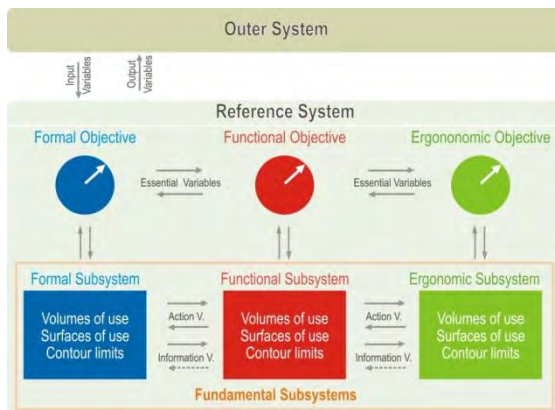 Outer System
Input Variables
Output Variables
Reference System
Formal Objective
Functional Objective
Ergononomic Objective
Essential Variables
Essential Variables
Formal Subsystem
Functional Subsystem
Ergonomic Subsystem
Volumes of use
Surfaces of use
Contour limits
Action V.
Information V.
Volumes of use
Surfaces of use
Contour limits
Action V.
Information V.
Volumes of use
Surfaces of use
Contour limits
Fundamental Subsystems